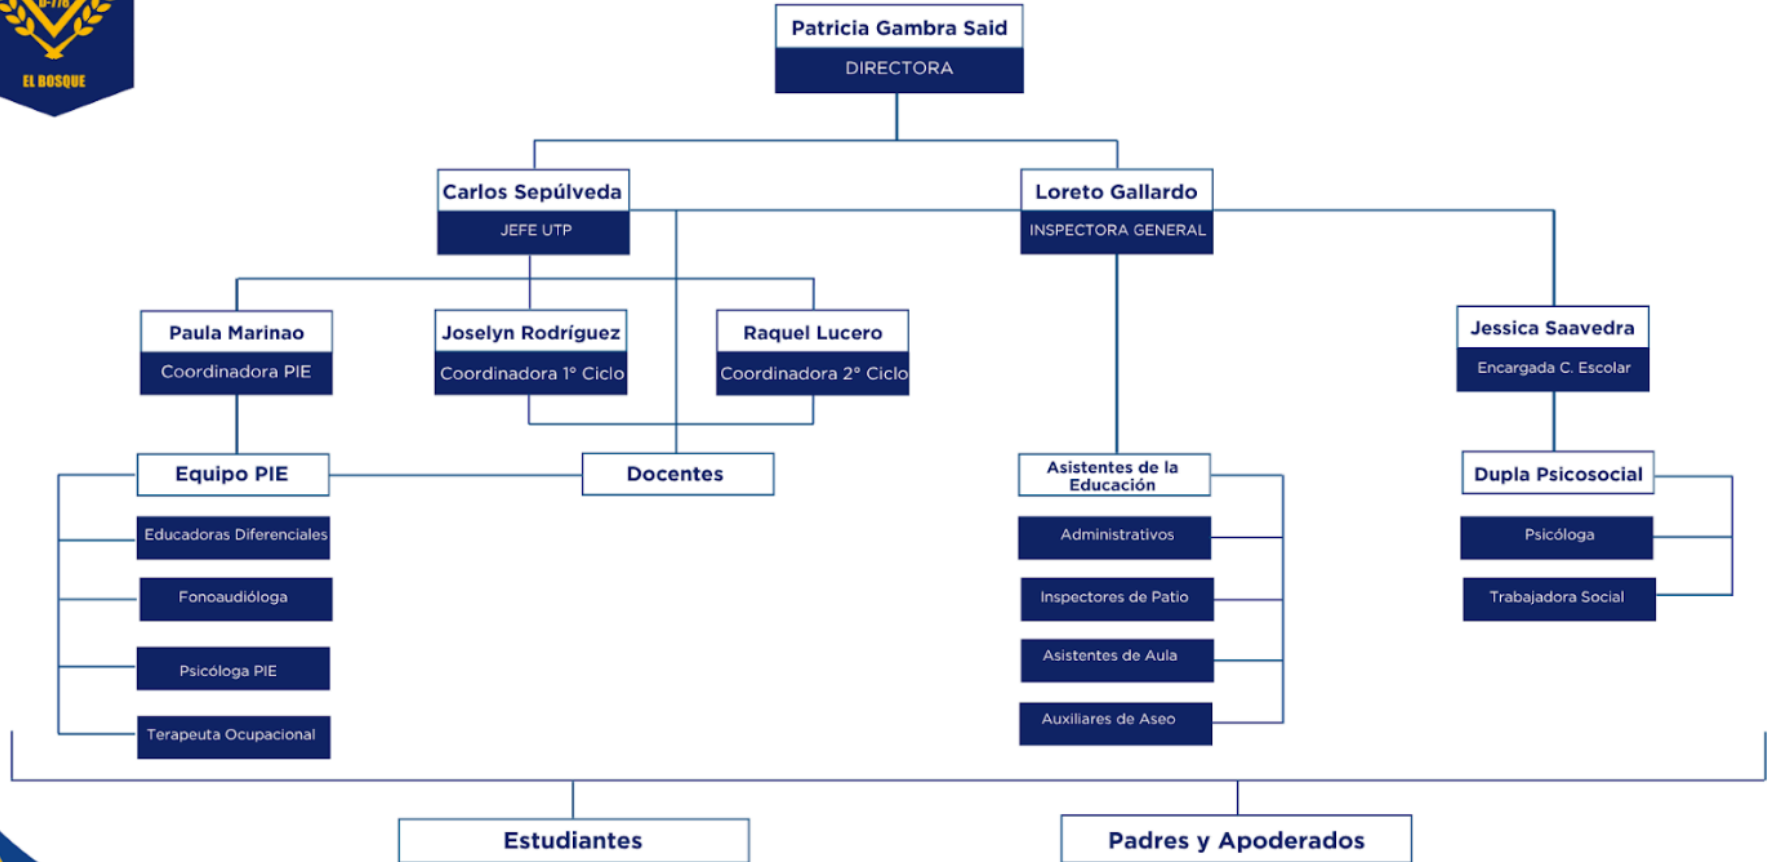 D-776
EL BOSQUE
Patricia Gambra Said
DIRECTORA
Carlos Sepúlveda
JEFE UTP
Loreto Gallardo
INSPECTORA GENERAL
Paula Marinao
Coordinadora PIE
Joselyn Rodríguez
Coordinadora 1° Ciclo
Raquel Lucero
Coordinadora 2° Ciclo
Jessica Saavedra
Encargada C. Escolar
Equipo PIE
Docentes
Asistentes de la
Educación
Dupla Psicosocial
Educadoras Diferenciales
Fonoaudióloga
Psicóloga PIE
Terapeuta Ocupacional
Administrativos
Inspectores de Patio
Asistentes de Aula
Auxiliares de Aseo
Psicóloga
Trabajadora Social
Estudiantes
Padres y Apoderados